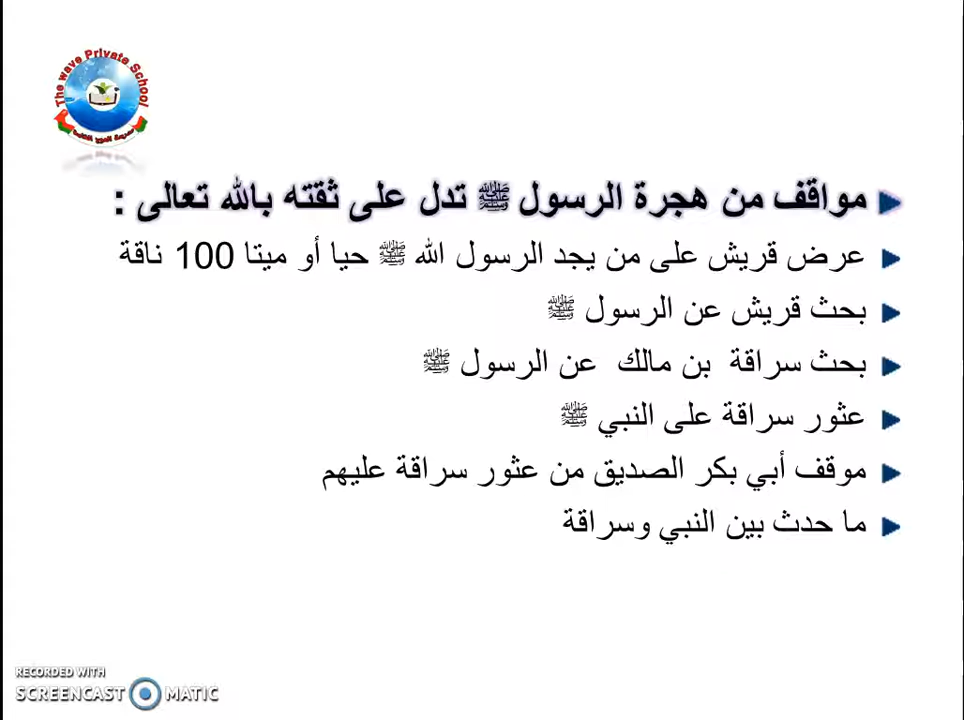 The wave Private School
مواقف من هجرة الرسول ﷺ تدل على ثقته بالله تعالى :
عرض قريش على من يجد الرسول الله ﷺ حيا أو ميتا 100 ناقة
بحث قريش عن الرسول ﷺ
بحث سراقة بن مالك عن الرسول ﷺ
عثور سراقة على النبي ﷺ
موقف أبي بكر الصديق من عثور سراقة عليهم
ما حدث بين النبي وسراقة
RECORDED WITH
SCREENCAST MATIC